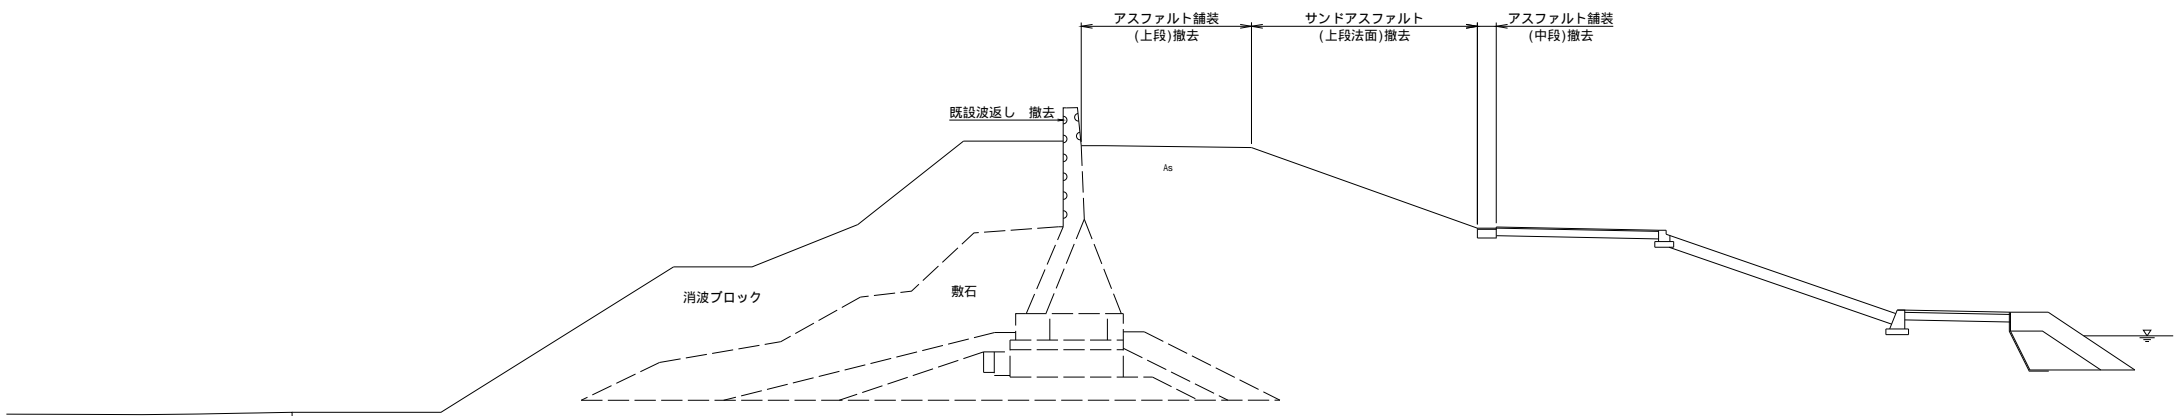 アスファルト舗装
(上段)撤去
サンドアスファルト
(上段法面)撤去
アスファルト舗装
(中段)撤去
既設波返し　撤去
As
消波ブロック
敷石